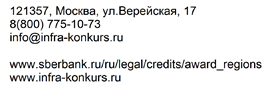 121357, Москва, ул.Верейская, 17
8(800) 775-10-73
info@infra-konkurs.ru
www.sberbank.ru/ru/legal/credits/award_regions
www.infra-konkurs.ru